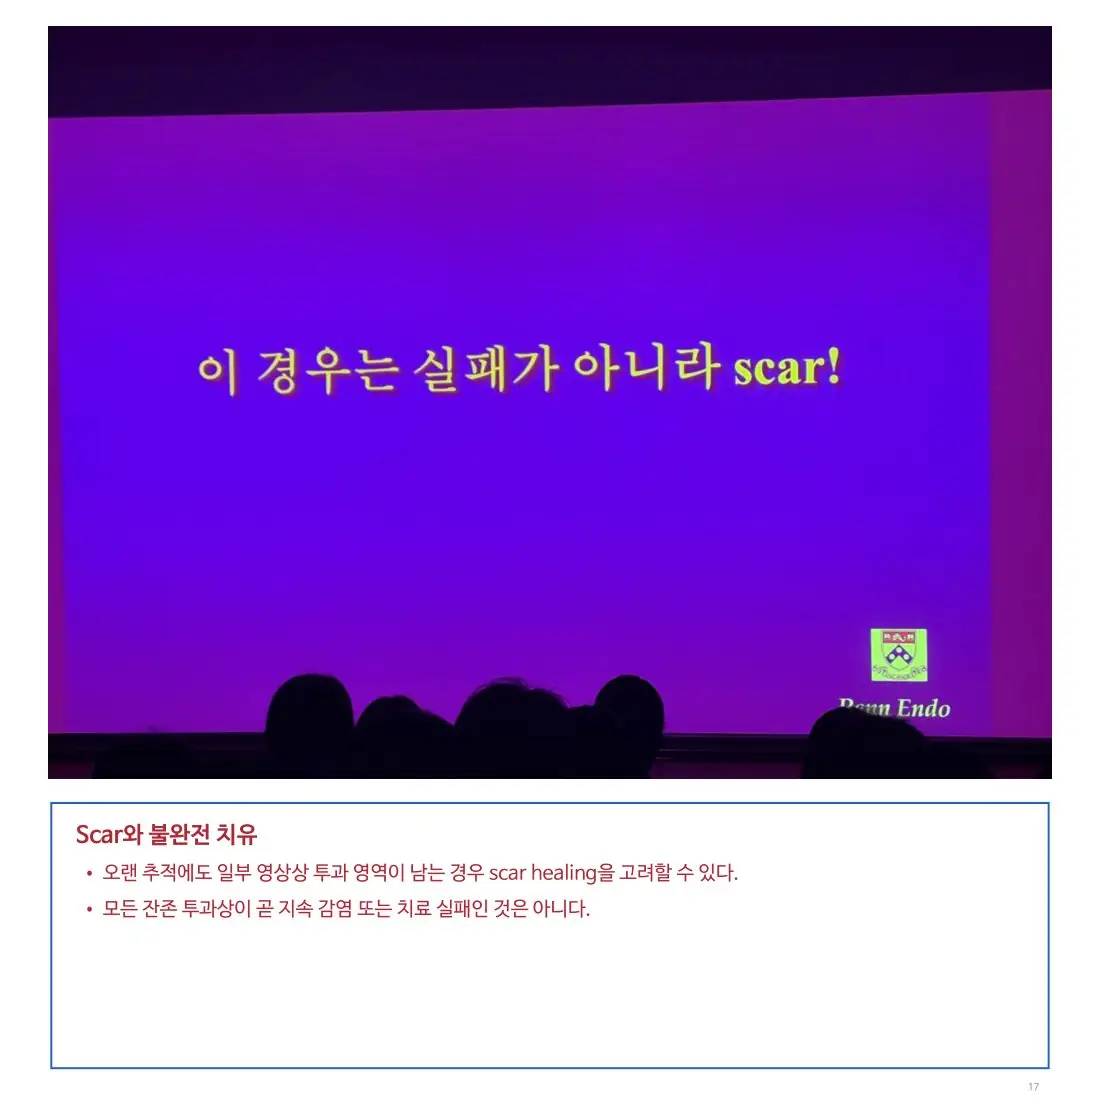 이 경우는 실패가 아니라 scar!
Penn Endo
Scar와 불완전 치유
• 오랜 추적에도 일부 영상상 투과 영역이 남는 경우 scar healing을 고려할 수 있다.
• 모든 잔존 투과상이 곧 지속 감염 또는 치료 실패인 것은 아니다.
17